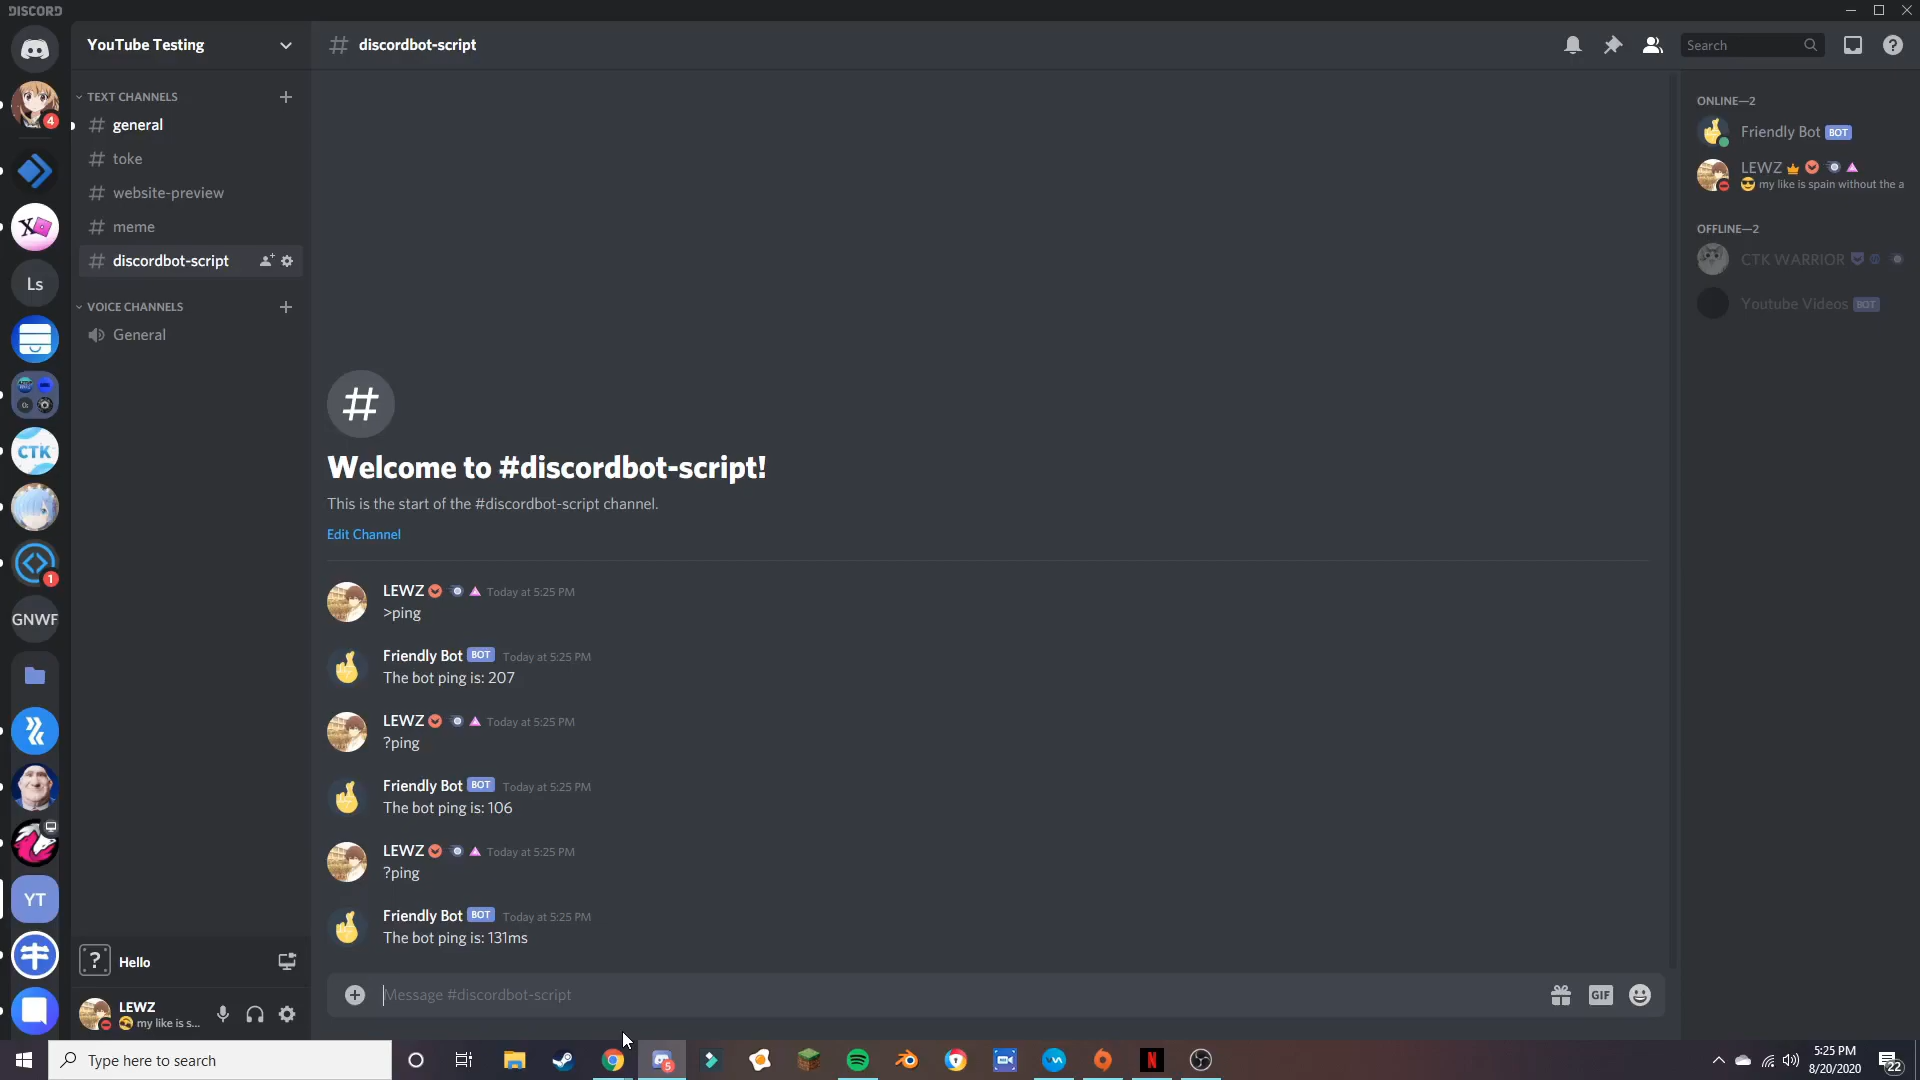 DISCORD
YouTube Testing
discordbot-script
Search
4
TEXT CHANNELS
general
toke
website-preview
meme
discordbot-script
VOICE CHANNELS
General
X
Ls
CTK
1
GNWF
YT
Welcome to #discordbot-script!
This is the start of the #discordbot-script channel.
Edit Channel
LEWZ Today at 5:25 PM
>ping
Friendly Bot BOT Today at 5:25 PM
The bot ping is: 207
LEWZ Today at 5:25 PM
?ping
Friendly Bot BOT Today at 5:25 PM
The bot ping is: 106
LEWZ Today at 5:25 PM
?ping
Friendly Bot BOT Today at 5:25 PM
The bot ping is: 131ms
Message #discordbot-script
GIF
ONLINE—2
Friendly Bot BOT
LEWZ
my like is spain without the a
OFFLINE—2
CTK WARRIOR
Youtube Videos BOT
? Hello
LEWZ
my like is s...
Type here to search
5
N
5:25 PM
8/20/2020
22